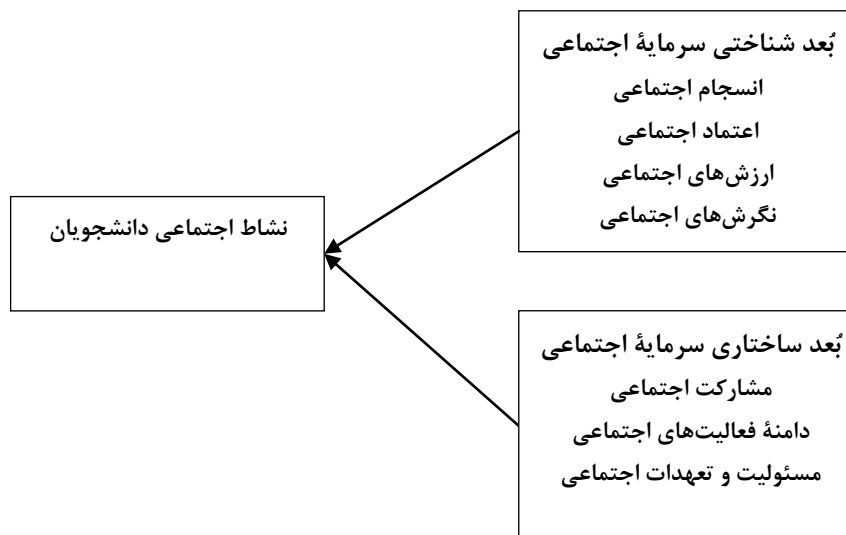 بُعد شناختی سرمایۀ اجتماعی
انسجام اجتماعی
اعتماد اجتماعی
ارزش‌های اجتماعی
نگرش‌های اجتماعی
نشاط اجتماعی دانشجویان
بُعد ساختاری سرمایۀ اجتماعی
مشارکت اجتماعی
دامنۀ فعالیت‌های اجتماعی
مسئولیت و تعهدات اجتماعی